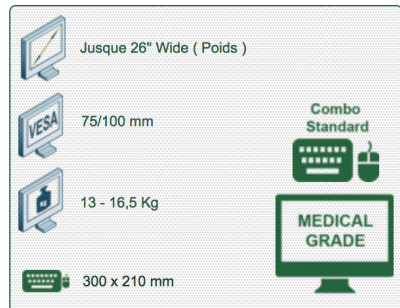 Jusque 26" Wide ( Poids )
VESA
75/100 mm
13 - 16,5 Kg
300 x 210 mm
Combo
Standard
MEDICAL
GRADE